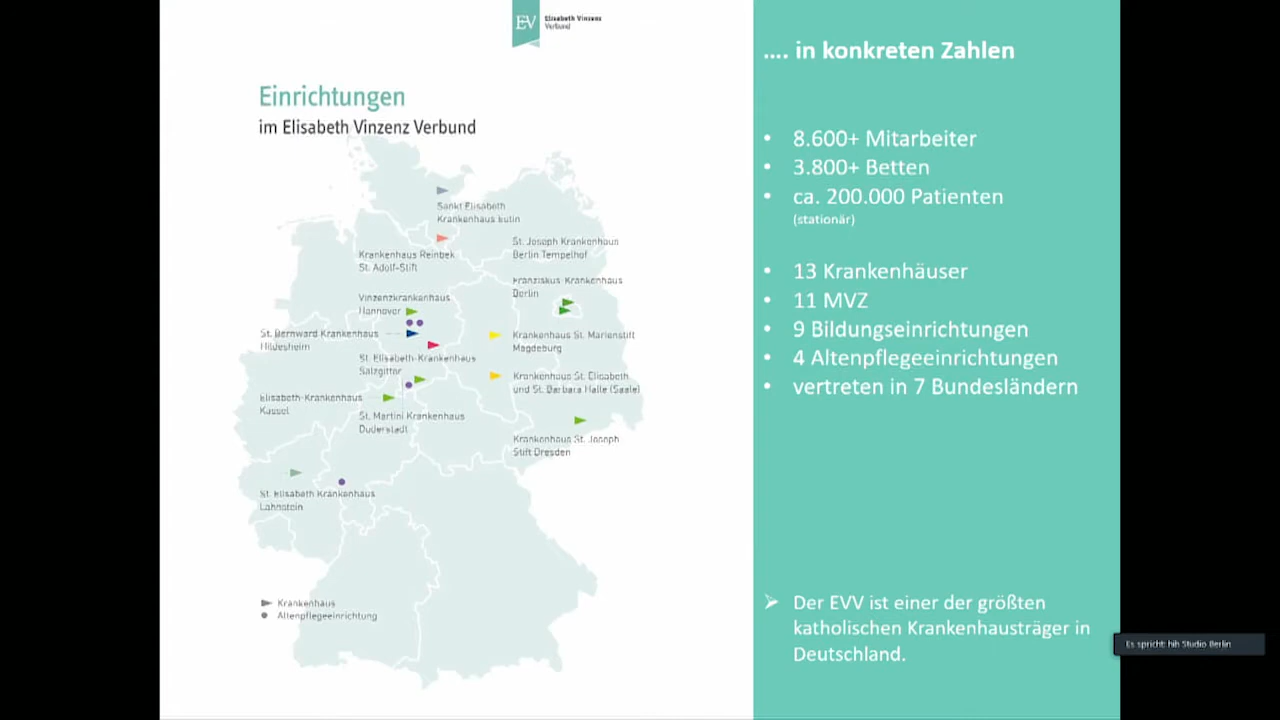 EV Elisabeth Vinzenz
Verbund
.... in konkreten Zahlen
Einrichtungen
im Elisabeth Vinzenz Verbund
Sankt Elisabeth
Krankenhaus Eutin
Krankenhaus Reinbek
St. Adolf-Stift
St. Joseph Krankenhaus
Berlin Tempelhof
Franziskus-Krankenhaus
Berlin
Vinzenzkrankenhaus
Hannover
St. Bernward Krankenhaus
Hildesheim
Krankenhaus St. Marienstift
Magdeburg
St. Elisabeth-Krankenhaus
Salzgitter
Krankenhaus St. Elisabeth
und St. Barbara Halle (Saale)
Elisabeth-Krankenhaus
Kassel
St. Martini Krankenhaus
Duderstadt
Krankenhaus St. Joseph
Stift Dresden
St. Elisabeth Krankenhaus
Lahnstein
Krankenhaus
Altenpflegeeinrichtung
• 8.600+ Mitarbeiter
• 3.800+ Betten
• ca. 200.000 Patienten
(stationär)
• 13 Krankenhäuser
• 11 MVZ
• 9 Bildungseinrichtungen
• 4 Altenpflegeeinrichtungen
• vertreten in 7 Bundesländern
➢ Der EVV ist einer der größten
katholischen Krankenhausträger in
Deutschland.
Es spricht: hih Studio Berlin